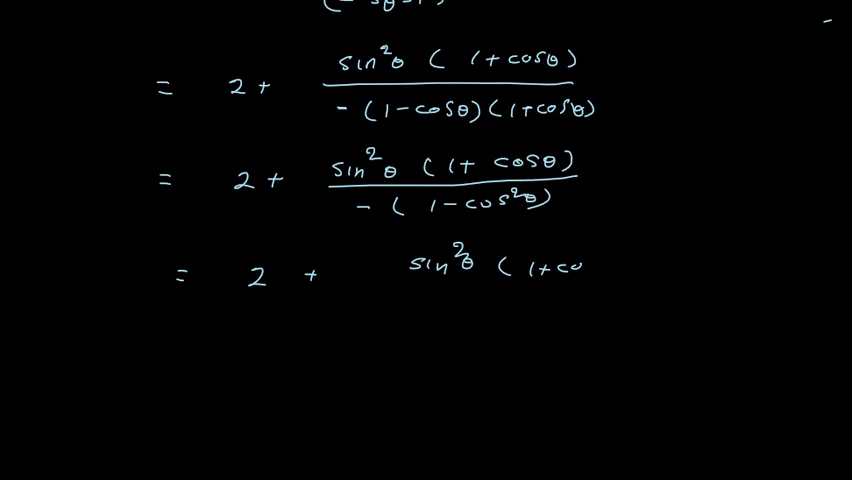 = 2 + sin²θ ( 1 + cosθ) / -(1-cosθ)(1+cosθ)
= 2 + sin²θ (1+ cosθ) / - ( 1-cos²θ)
= 2 + sin²θ ( 1+co